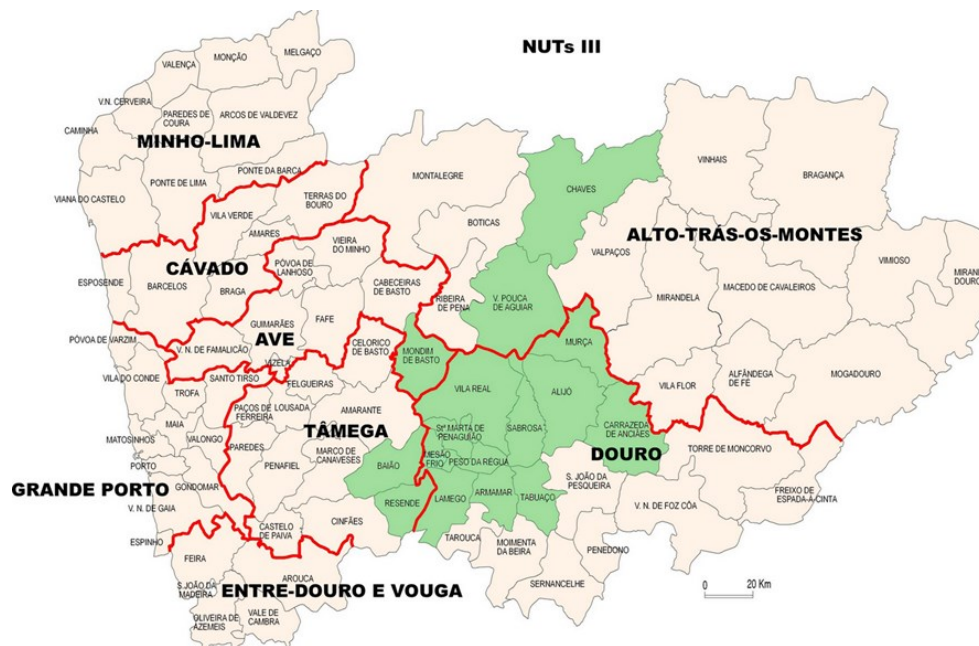 NUTs III
MELGAÇO
MONÇÃO
VALENÇA
V.N. CERVEIRA
PAREDES DE
COURA
ARCOS DE VALDEVEZ
CAMINHA
MINHO-LIMA
PONTE DA BARCA
PONTE DE LIMA
VIANA DO CASTELO
TERRAS DO
BOURO
VILA VERDE
AMARES
MONTALEGRE
BOTICAS
CHAVES
VINHAIS
BRAGANÇA
ALTO-TRÁS-OS-MONTES
VALPAÇOS
VIMIOSO
MIRAN
DOURO
MACEDO DE CAVALEIROS
MIRANDELA
VIEIRA
DO MINHO
CÁVADO
PÓVOA DE
LANHOSO
ESPOSENDE
BARCELOS
BRAGA
CABECEIRAS
DE BASTO
RIBEIRA
DE PENA
V. POUCA
DE AGUIAR
GUIMARÃES
FAFE
AVE
PÓVOA DE VARZIM
V. N. DE FAMALICÃO
VIZELA
CELORICO
DE BASTO
MONDIM
DE BASTO
MURÇA
ALFÂNDEGA
DE FÉ
MOGADOURO
VILA FLOR
VILA DO CONDE
SANTO TIRSO
TROFA
FELGUEIRAS
VILA REAL
ALIJÓ
PAÇOS DE
FERREIRA
LOUSADA
AMARANTE
TÂMEGA
MAIA
VALONGO
MATOSINHOS
PAREDES
MARCO DE
CANAVESES
Stª MARTA DE
PENAGUIÃO
SABROSA
CARRAZEDA
DE ANCIÃES
DOURO
TORRE DE MONCORVO
PORTO
PENAFIEL
BAIÃO
MESÃO
FRIO
PESO DA RÉGUA
GONDOMAR
GRANDE PORTO
V. N. DE GAIA
RESENDE
LAMEGO
ARMAMAR
TABUAÇO
S. JOÃO DA
PESQUEIRA
FREIXO DE
ESPADA-À-CINTA
V. N. DE FOZ CÔA
CASTELO
DE PAIVA
CINFÃES
ESPINHO
TAROUCA
MOIMENTA
DA BEIRA
PENEDONO
FEIRA
SERNANCELHE
S. JOÃO DA
MADEIRA
AROUCA
ENTRE-DOURO E VOUGA
OLIVEIRA DE
AZEMEIS
VALE DE
CAMBRA
0 20 Km